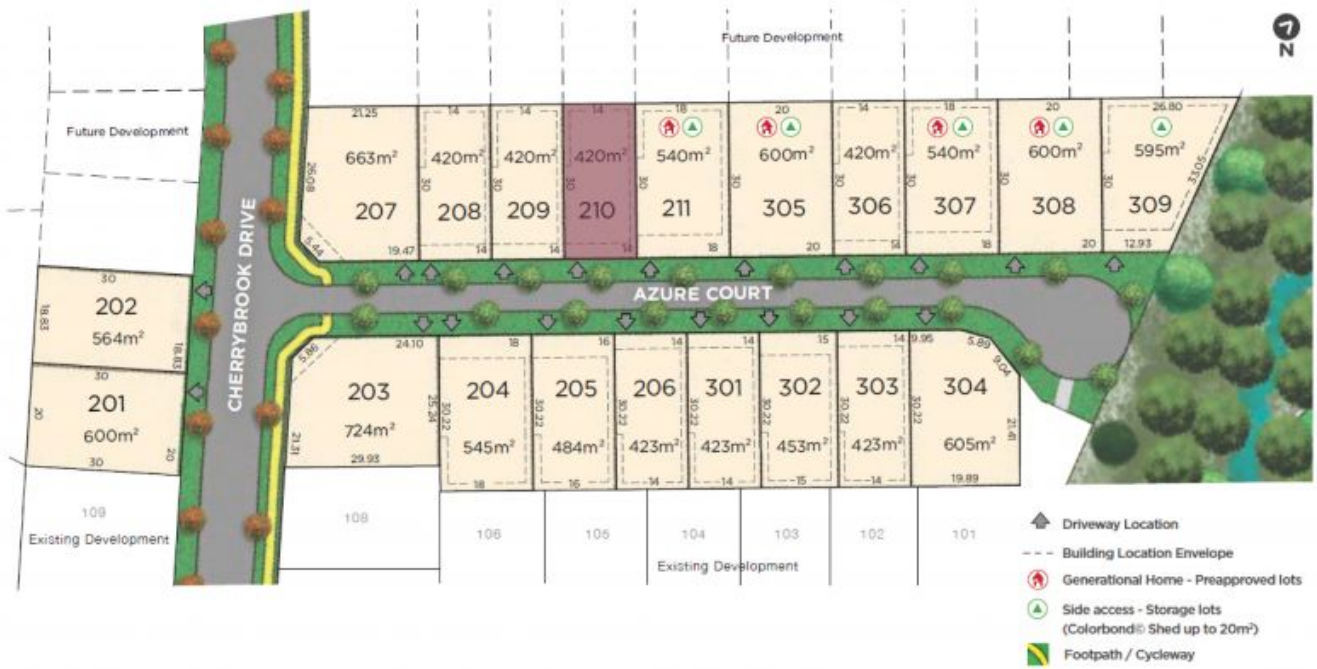 Future Development
N
Future Development
21.25
14
14
14
18
20
14
18
20
26.80
663m²
420m²
420m²
420m²
540m²
600m²
420m²
540m²
600m²
595m²
26.08
30
30
30
30
30
30
30
30
33.05
207
208
209
210
211
305
306
307
308
309
5.44
19.47
14
14
14
18
20
18
20
12.93
CHERRYBROOK DRIVE
AZURE COURT
30
202
564m²
18.83
18.83
30
201
600m²
20
20
30
5.86
24.10
18
16
14
14
15
14
9.95
5.89
9.04
203
204
205
206
301
302
303
304
724m²
545m²
484m²
423m²
423m²
453m²
423m²
605m²
21.31
25.24
30.22
30.22
30.22
30.22
30.22
30.22
30.22
21.41
29.93
18
16
14
14
15
14
19.89
109
Existing Development
108
106
105
104
103
102
101
Existing Development
Driveway Location
Building Location Envelope
Generational Home - Preapproved lots
Side access - Storage lots
(Colorbond© Shed up to 20m²)
Footpath / Cycleway